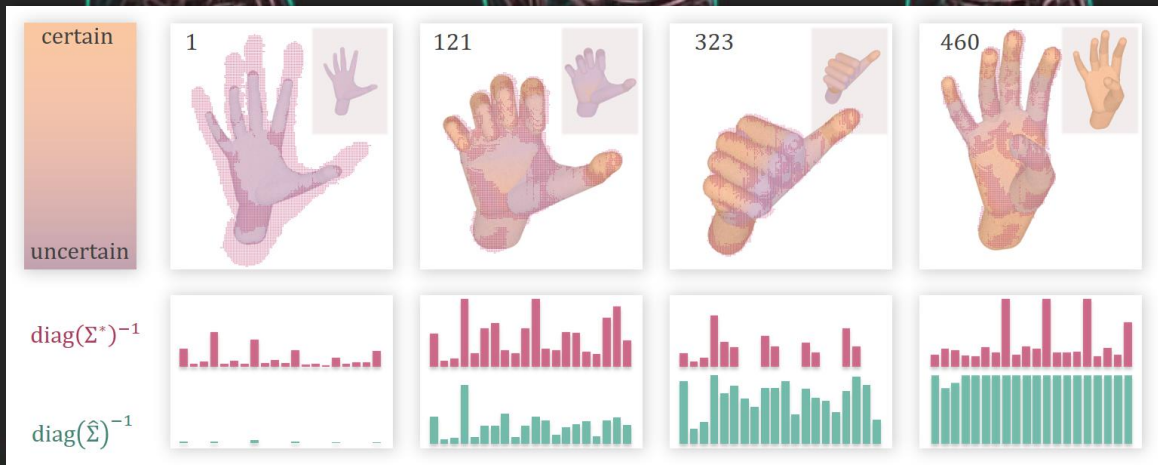 certain
uncertain
1
121
323
460
diag(Σ*)⁻¹
diag(Σ̂)⁻¹